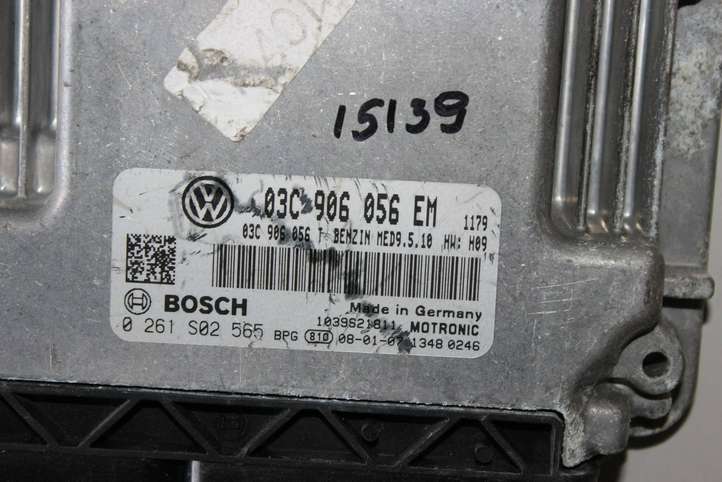 15139
03C 906 056 EM 1179
03C 906 056 T BENZIN MED9.5.10 HW: H09
BOSCH Made in Germany
1039S21811 MOTRONIC
0 261 S02 565 BPG 810 08-01-07 1348 0246